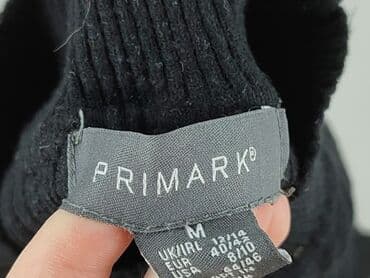 PRIMARK®
M
UK/IRL 12/14
EUR 40/42
USA 8/10